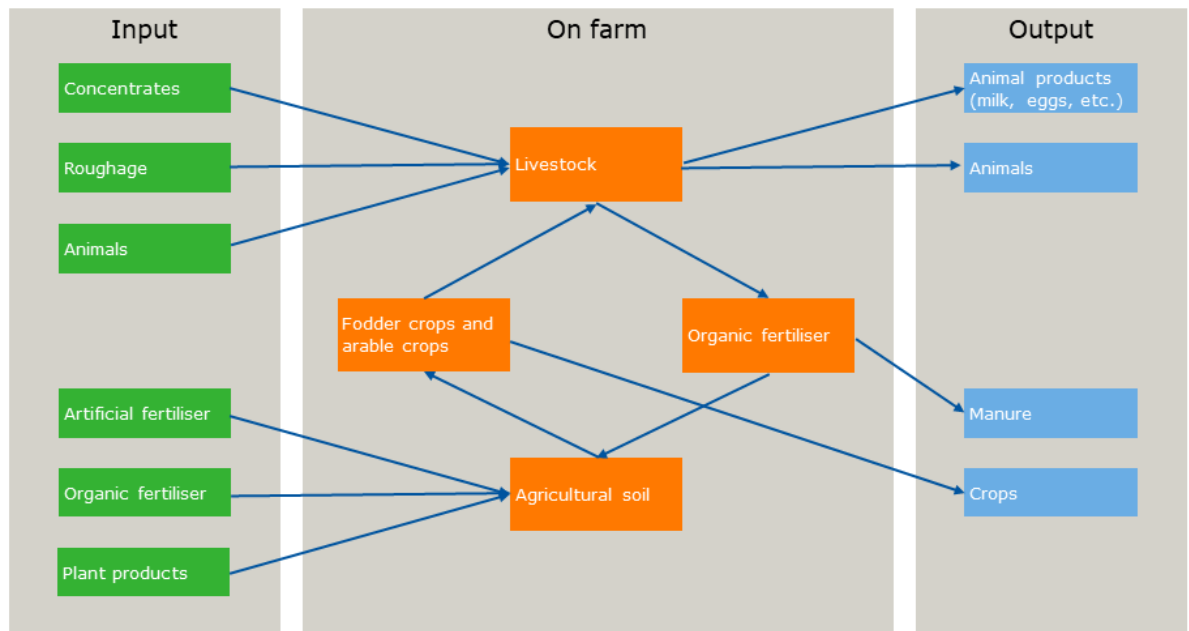 Input
On farm
Output
Concentrates
Roughage
Animals
Artificial fertiliser
Organic fertiliser
Plant products
Livestock
Fodder crops and
arable crops
Organic fertiliser
Agricultural soil
Animal products
(milk, eggs, etc.)
Animals
Manure
Crops